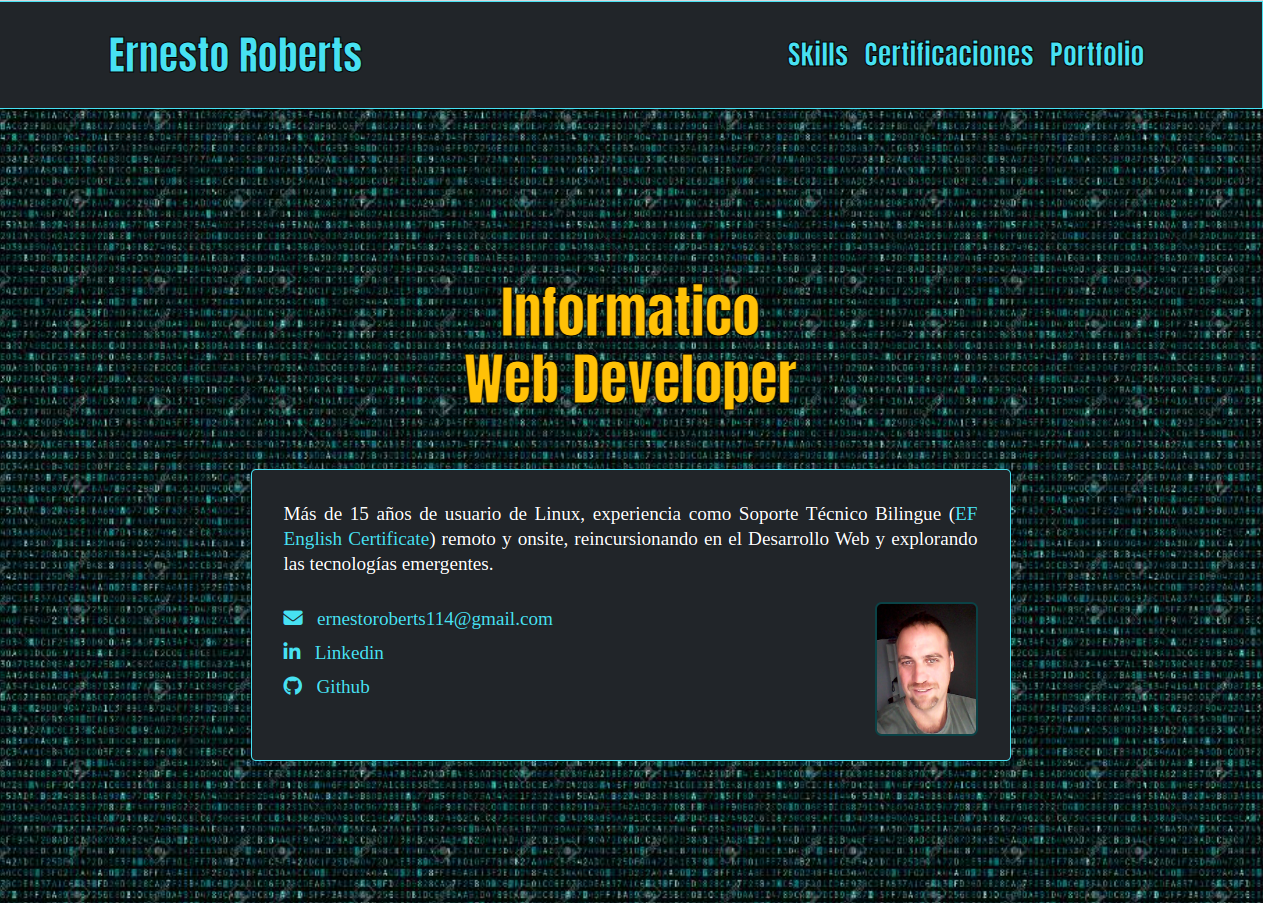 Ernesto Roberts
Skills Certificaciones Portfolio
Informatico
Web Developer
Más de 15 años de usuario de Linux, experiencia como Soporte Técnico Bilingue (EF
English Certificate) remoto y onsite, reincursionando en el Desarrollo Web y explorando
las tecnologías emergentes.
ernestoroberts114@gmail.com
Linkedin
Github